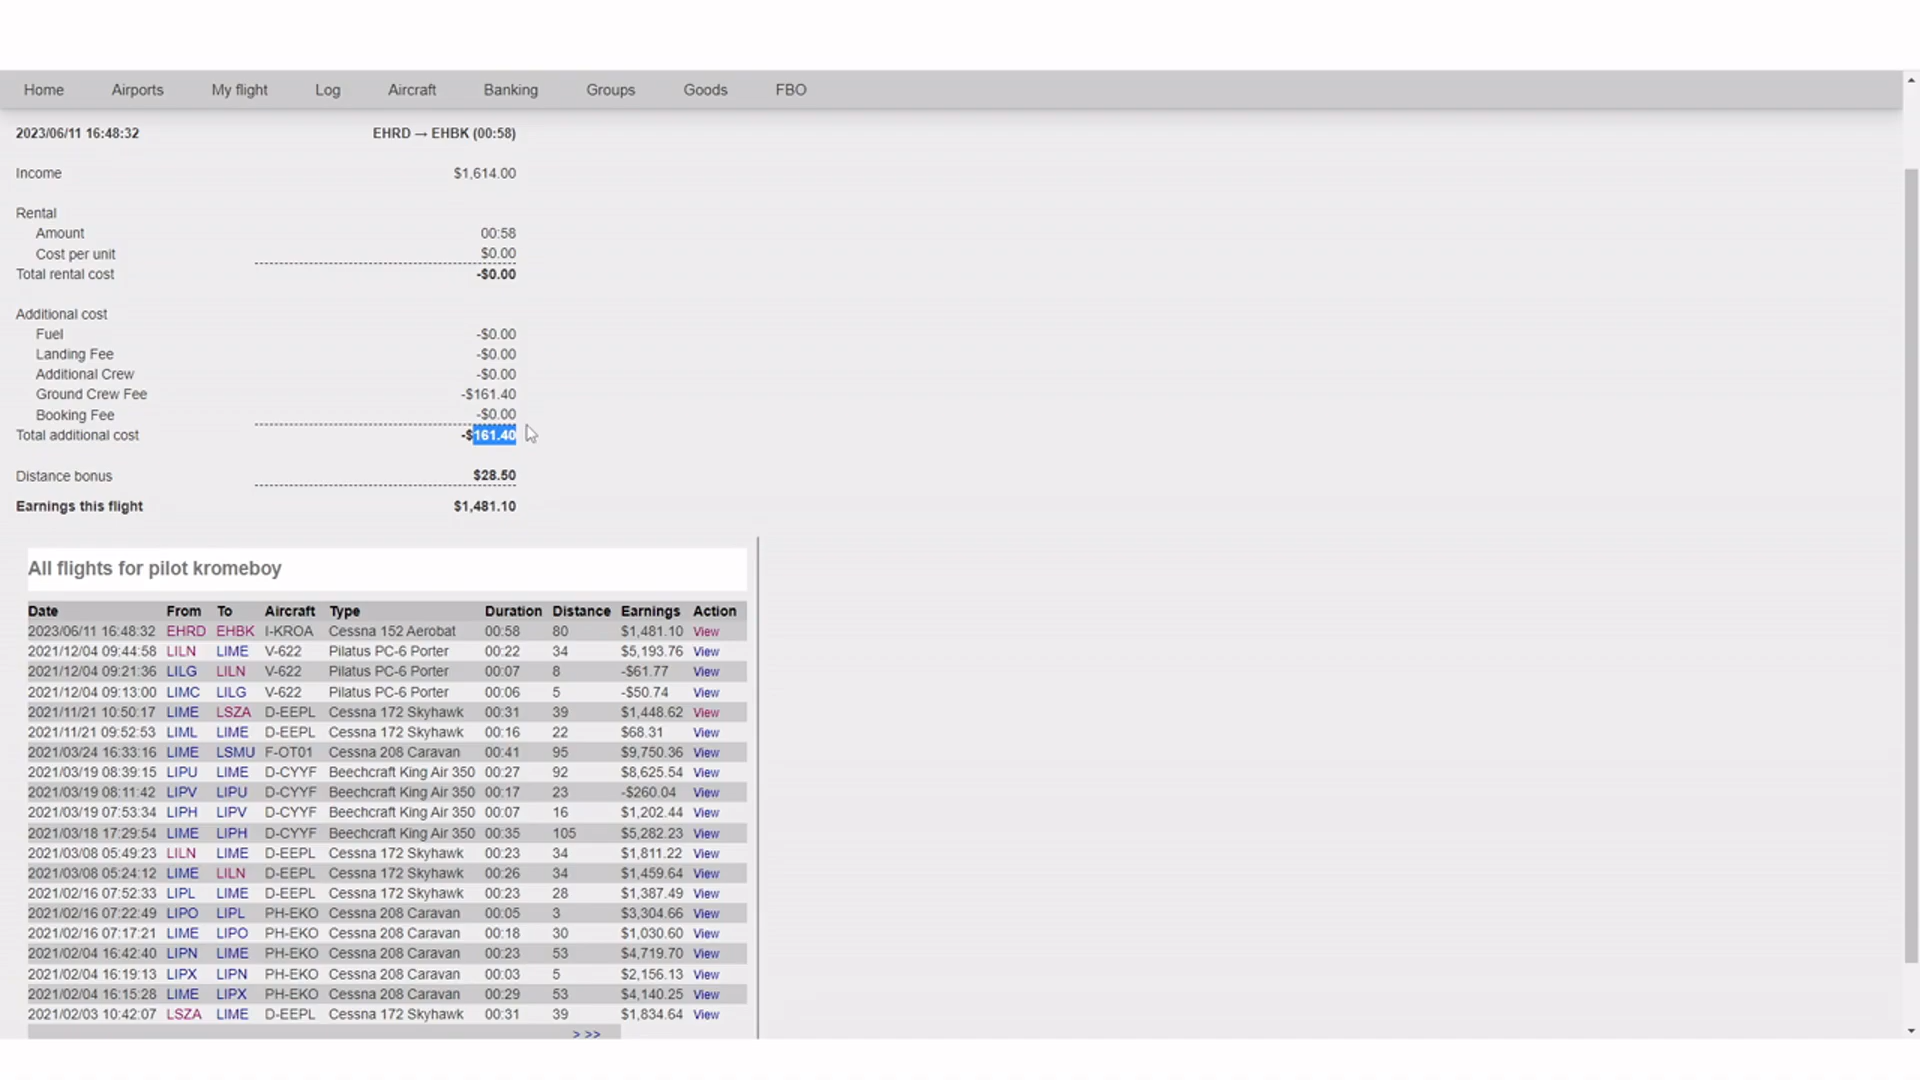 Home Airports My flight Log Aircraft Banking Groups Goods FBO
2023/06/11 16:48:32 EHRD → EHBK (00:58)
Income $1,614.00
Rental
Amount 00:58
Cost per unit $0.00
Total rental cost -$0.00
Additional cost
Fuel -$0.00
Landing Fee -$0.00
Additional Crew -$0.00
Ground Crew Fee -$161.40
Booking Fee -$0.00
Total additional cost -$161.40
Distance bonus $28.50
Earnings this flight $1,481.10
All flights for pilot kromeboy
Date From To Aircraft Type Duration Distance Earnings Action
2023/06/11 16:48:32 EHRD EHBK I-KROA Cessna 152 Aerobat 00:58 80 $1,481.10 View
2021/12/04 09:44:58 LILN LIME V-622 Pilatus PC-6 Porter 00:22 34 $5,193.76 View
2021/12/04 09:21:36 LILG LILN V-622 Pilatus PC-6 Porter 00:07 8 -$61.77 View
2021/12/04 09:13:00 LIMC LILG V-622 Pilatus PC-6 Porter 00:06 5 -$50.74 View
2021/11/21 10:50:17 LIME LSZA D-EEPL Cessna 172 Skyhawk 00:31 39 $1,448.62 View
2021/11/21 09:52:53 LIML LIME D-EEPL Cessna 172 Skyhawk 00:16 22 $68.31 View
2021/03/24 16:33:16 LIME LSMU F-OT01 Cessna 208 Caravan 00:41 95 $9,750.36 View
2021/03/19 08:39:15 LIPU LIME D-CYYF Beechcraft King Air 350 00:27 92 $8,625.54 View
2021/03/19 08:11:42 LIPV LIPU D-CYYF Beechcraft King Air 350 00:17 23 -$260.04 View
2021/03/19 07:53:34 LIPH LIPV D-CYYF Beechcraft King Air 350 00:07 16 $1,202.44 View
2021/03/18 17:29:54 LIME LIPH D-CYYF Beechcraft King Air 350 00:35 105 $5,282.23 View
2021/03/08 05:49:23 LILN LIME D-EEPL Cessna 172 Skyhawk 00:23 34 $1,811.22 View
2021/03/08 05:24:12 LIME LILN D-EEPL Cessna 172 Skyhawk 00:26 34 $1,459.64 View
2021/02/16 07:52:33 LIPL LIME D-EEPL Cessna 172 Skyhawk 00:23 28 $1,387.49 View
2021/02/16 07:22:49 LIPO LIPL PH-EKO Cessna 208 Caravan 00:05 3 $3,304.66 View
2021/02/16 07:17:21 LIME LIPO PH-EKO Cessna 208 Caravan 00:18 30 $1,030.60 View
2021/02/04 16:42:40 LIPN LIME PH-EKO Cessna 208 Caravan 00:23 53 $4,719.70 View
2021/02/04 16:19:13 LIPX LIPN PH-EKO Cessna 208 Caravan 00:03 5 $2,156.13 View
2021/02/04 16:15:28 LIME LIPX PH-EKO Cessna 208 Caravan 00:29 53 $4,140.25 View
2021/02/03 10:42:07 LSZA LIME D-EEPL Cessna 172 Skyhawk 00:31 39 $1,834.64 View
> >>